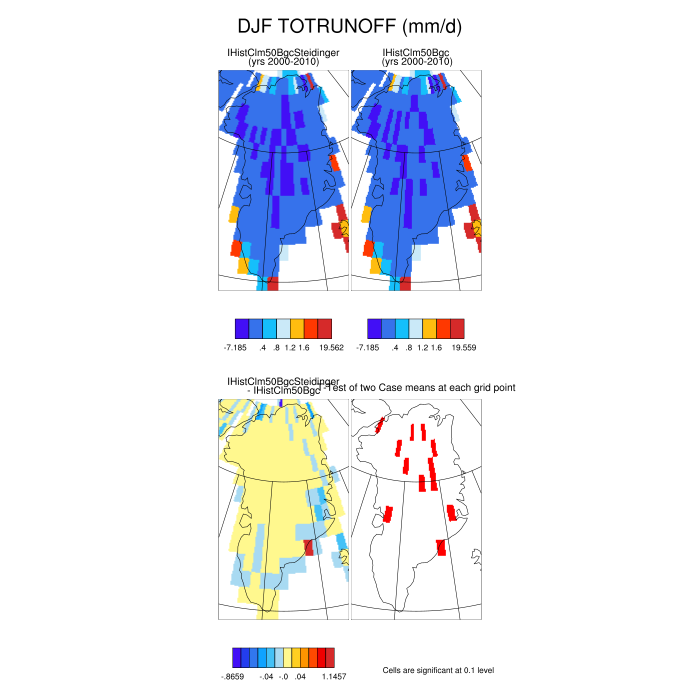 DJF TOTRUNOFF (mm/d)
IHistClm50BgcSteidinger
(yrs 2000-2010)
IHistClm50Bgc
(yrs 2000-2010)
-7.185 .4 .8 1.2 1.6 19.562
-7.185 .4 .8 1.2 1.6 19.559
IHistClm50BgcSteidinger
- IHistClm50Bgc
T-Test of two Case means at each grid point
-.8659 -.04 -.0 .04 1.1457
Cells are significant at 0.1 level